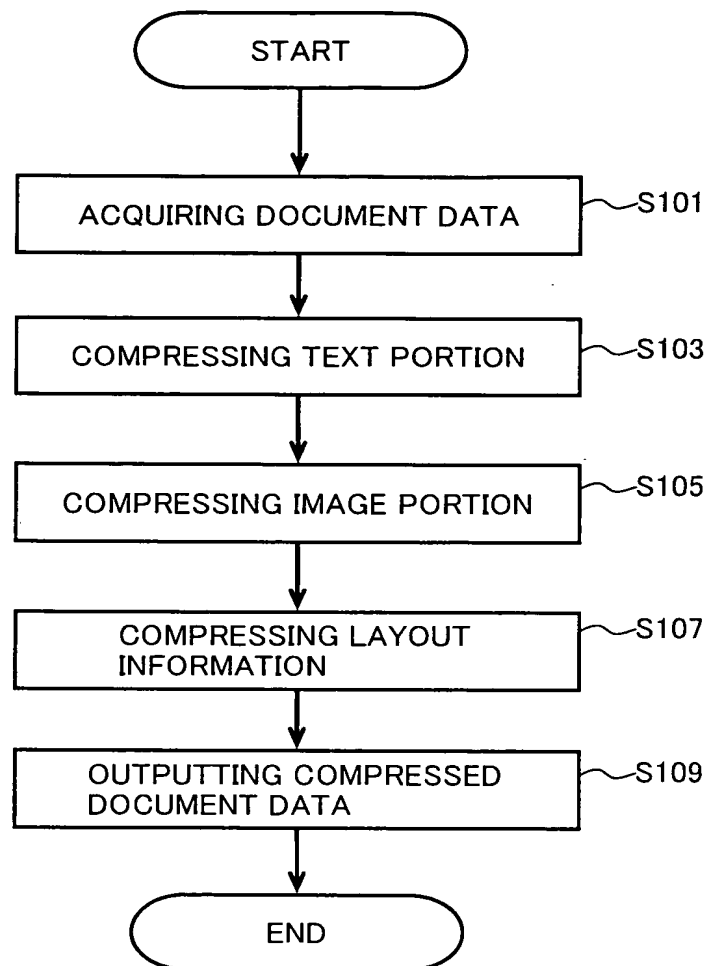 START
ACQUIRING DOCUMENT DATA
S101
COMPRESSING TEXT PORTION
S103
COMPRESSING IMAGE PORTION
S105
COMPRESSING LAYOUT
INFORMATION
S107
OUTPUTTING COMPRESSED
DOCUMENT DATA
S109
END